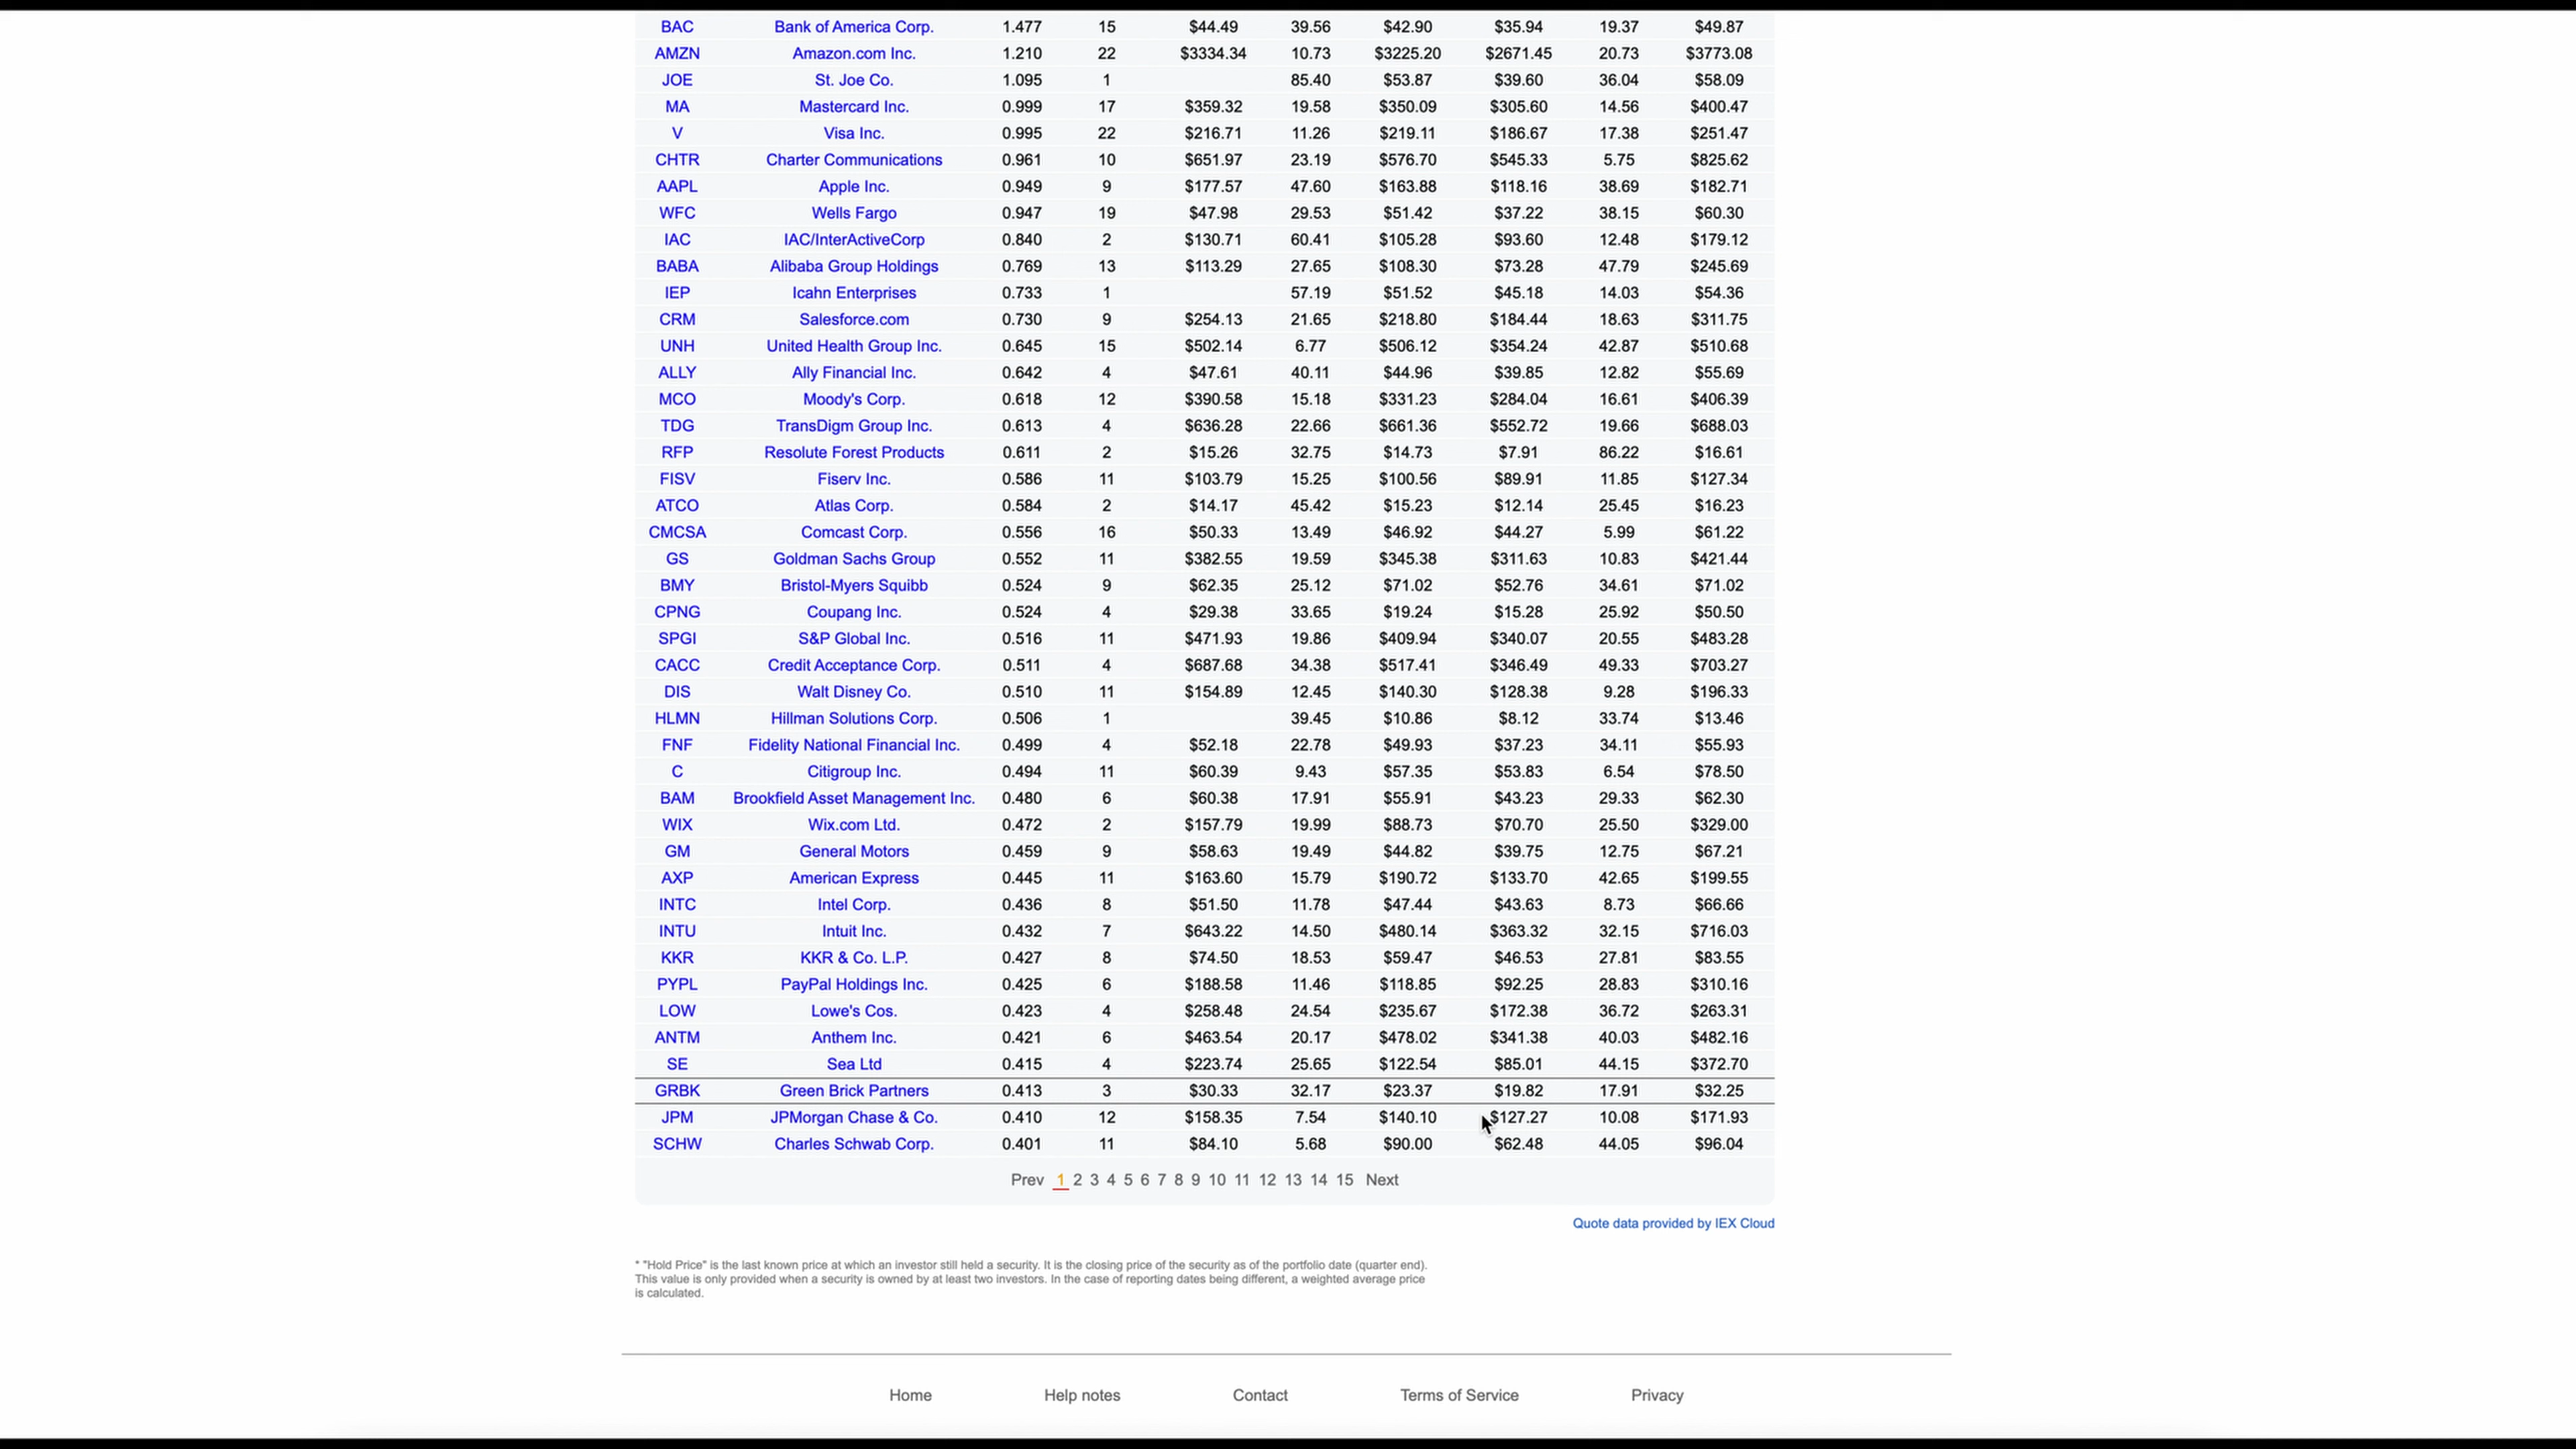 BAC Bank of America Corp. 1.477 15 $44.49 39.56 $42.90 $35.94 19.37 $49.87
AMZN Amazon.com Inc. 1.210 22 $3334.34 10.73 $3225.20 $2671.45 20.73 $3773.08
JOE St. Joe Co. 1.095 1 85.40 $53.87 $39.60 36.04 $58.09
MA Mastercard Inc. 0.999 17 $359.32 19.58 $350.09 $305.60 14.56 $400.47
V Visa Inc. 0.995 22 $216.71 11.26 $219.11 $186.67 17.38 $251.47
CHTR Charter Communications 0.961 10 $651.97 23.19 $576.70 $545.33 5.75 $825.62
AAPL Apple Inc. 0.949 9 $177.57 47.60 $163.88 $118.16 38.69 $182.71
WFC Wells Fargo 0.947 19 $47.98 29.53 $51.42 $37.22 38.15 $60.30
IAC IAC/InterActiveCorp 0.840 2 $130.71 60.41 $105.28 $93.60 12.48 $179.12
BABA Alibaba Group Holdings 0.769 13 $113.29 27.65 $108.30 $73.28 47.79 $245.69
IEP Icahn Enterprises 0.733 1 57.19 $51.52 $45.18 14.03 $54.36
CRM Salesforce.com 0.730 9 $254.13 21.65 $218.80 $184.44 18.63 $311.75
UNH United Health Group Inc. 0.645 15 $502.14 6.77 $506.12 $354.24 42.87 $510.68
ALLY Ally Financial Inc. 0.642 4 $47.61 40.11 $44.96 $39.85 12.82 $55.69
MCO Moody's Corp. 0.618 12 $390.58 15.18 $331.23 $284.04 16.61 $406.39
TDG TransDigm Group Inc. 0.613 4 $636.28 22.66 $661.36 $552.72 19.66 $688.03
RFP Resolute Forest Products 0.611 2 $15.26 32.75 $14.73 $7.91 86.22 $16.61
FISV Fiserv Inc. 0.586 11 $103.79 15.25 $100.56 $89.91 11.85 $127.34
ATCO Atlas Corp. 0.584 2 $14.17 45.42 $15.23 $12.14 25.45 $16.23
CMCSA Comcast Corp. 0.556 16 $50.33 13.49 $46.92 $44.27 5.99 $61.22
GS Goldman Sachs Group 0.552 11 $382.55 19.59 $345.38 $311.63 10.83 $421.44
BMY Bristol-Myers Squibb 0.524 9 $62.35 25.12 $71.02 $52.76 34.61 $71.02
CPNG Coupang Inc. 0.524 4 $29.38 33.65 $19.24 $15.28 25.92 $50.50
SPGI S&P Global Inc. 0.516 11 $471.93 19.86 $409.94 $340.07 20.55 $483.28
CACC Credit Acceptance Corp. 0.511 4 $687.68 34.38 $517.41 $346.49 49.33 $703.27
DIS Walt Disney Co. 0.510 11 $154.89 12.45 $140.30 $128.38 9.28 $196.33
HLMN Hillman Solutions Corp. 0.506 1 39.45 $10.86 $8.12 33.74 $13.46
FNF Fidelity National Financial Inc. 0.499 4 $52.18 22.78 $49.93 $37.23 34.11 $55.93
C Citigroup Inc. 0.494 11 $60.39 9.43 $57.35 $53.83 6.54 $78.50
BAM Brookfield Asset Management Inc. 0.480 6 $60.38 17.91 $55.91 $43.23 29.33 $62.30
WIX Wix.com Ltd. 0.472 2 $157.79 19.99 $88.73 $70.70 25.50 $329.00
GM General Motors 0.459 9 $58.63 19.49 $44.82 $39.75 12.75 $67.21
AXP American Express 0.445 11 $163.60 15.79 $190.72 $133.70 42.65 $199.55
INTC Intel Corp. 0.436 8 $51.50 11.78 $47.44 $43.63 8.73 $66.66
INTU Intuit Inc. 0.432 7 $643.22 14.50 $480.14 $363.32 32.15 $716.03
KKR KKR & Co. L.P. 0.427 8 $74.50 18.53 $59.47 $46.53 27.81 $83.55
PYPL PayPal Holdings Inc. 0.425 6 $188.58 11.46 $118.85 $92.25 28.83 $310.16
LOW Lowe's Cos. 0.423 4 $258.48 24.54 $235.67 $172.38 36.72 $263.31
ANTM Anthem Inc. 0.421 6 $463.54 20.17 $478.02 $341.38 40.03 $482.16
SE Sea Ltd 0.415 4 $223.74 25.65 $122.54 $85.01 44.15 $372.70
GRBK Green Brick Partners 0.413 3 $30.33 32.17 $23.37 $19.82 17.91 $32.25
JPM JPMorgan Chase & Co. 0.410 12 $158.35 7.54 $140.10 $127.27 10.08 $171.93
SCHW Charles Schwab Corp. 0.401 11 $84.10 5.68 $90.00 $62.48 44.05 $96.04
Prev 1 2 3 4 5 6 7 8 9 10 11 12 13 14 15 Next
Quote data provided by IEX Cloud
* "Hold Price" is the last known price at which an investor still held a security. It is the closing price of the security as of the portfolio date (quarter end).
This value is only provided when a security is owned by at least two investors. In the case of reporting dates being different, a weighted average price
is calculated.
Home Help notes Contact Terms of Service Privacy